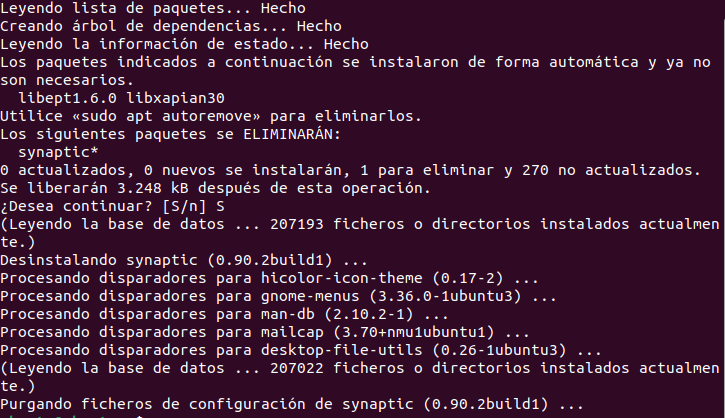 Leyendo lista de paquetes... Hecho
Creando árbol de dependencias... Hecho
Leyendo la información de estado... Hecho
Los paquetes indicados a continuación se instalaron de forma automática y ya no
son necesarios.
  libept1.6.0 libxapian30
Utilice «sudo apt autoremove» para eliminarlos.
Los siguientes paquetes se ELIMINARÁN:
  synaptic*
0 actualizados, 0 nuevos se instalarán, 1 para eliminar y 270 no actualizados.
Se liberarán 3.248 kB después de esta operación.
¿Desea continuar? [S/n] S
(Leyendo la base de datos ... 207193 ficheros o directorios instalados actualmen
te.)
Desinstalando synaptic (0.90.2build1) ...
Procesando disparadores para hicolor-icon-theme (0.17-2) ...
Procesando disparadores para gnome-menus (3.36.0-1ubuntu3) ...
Procesando disparadores para man-db (2.10.2-1) ...
Procesando disparadores para mailcap (3.70+nmu1ubuntu1) ...
Procesando disparadores para desktop-file-utils (0.26-1ubuntu3) ...
(Leyendo la base de datos ... 207022 ficheros o directorios instalados actualmen
te.)
Purgando ficheros de configuración de synaptic (0.90.2build1) ...